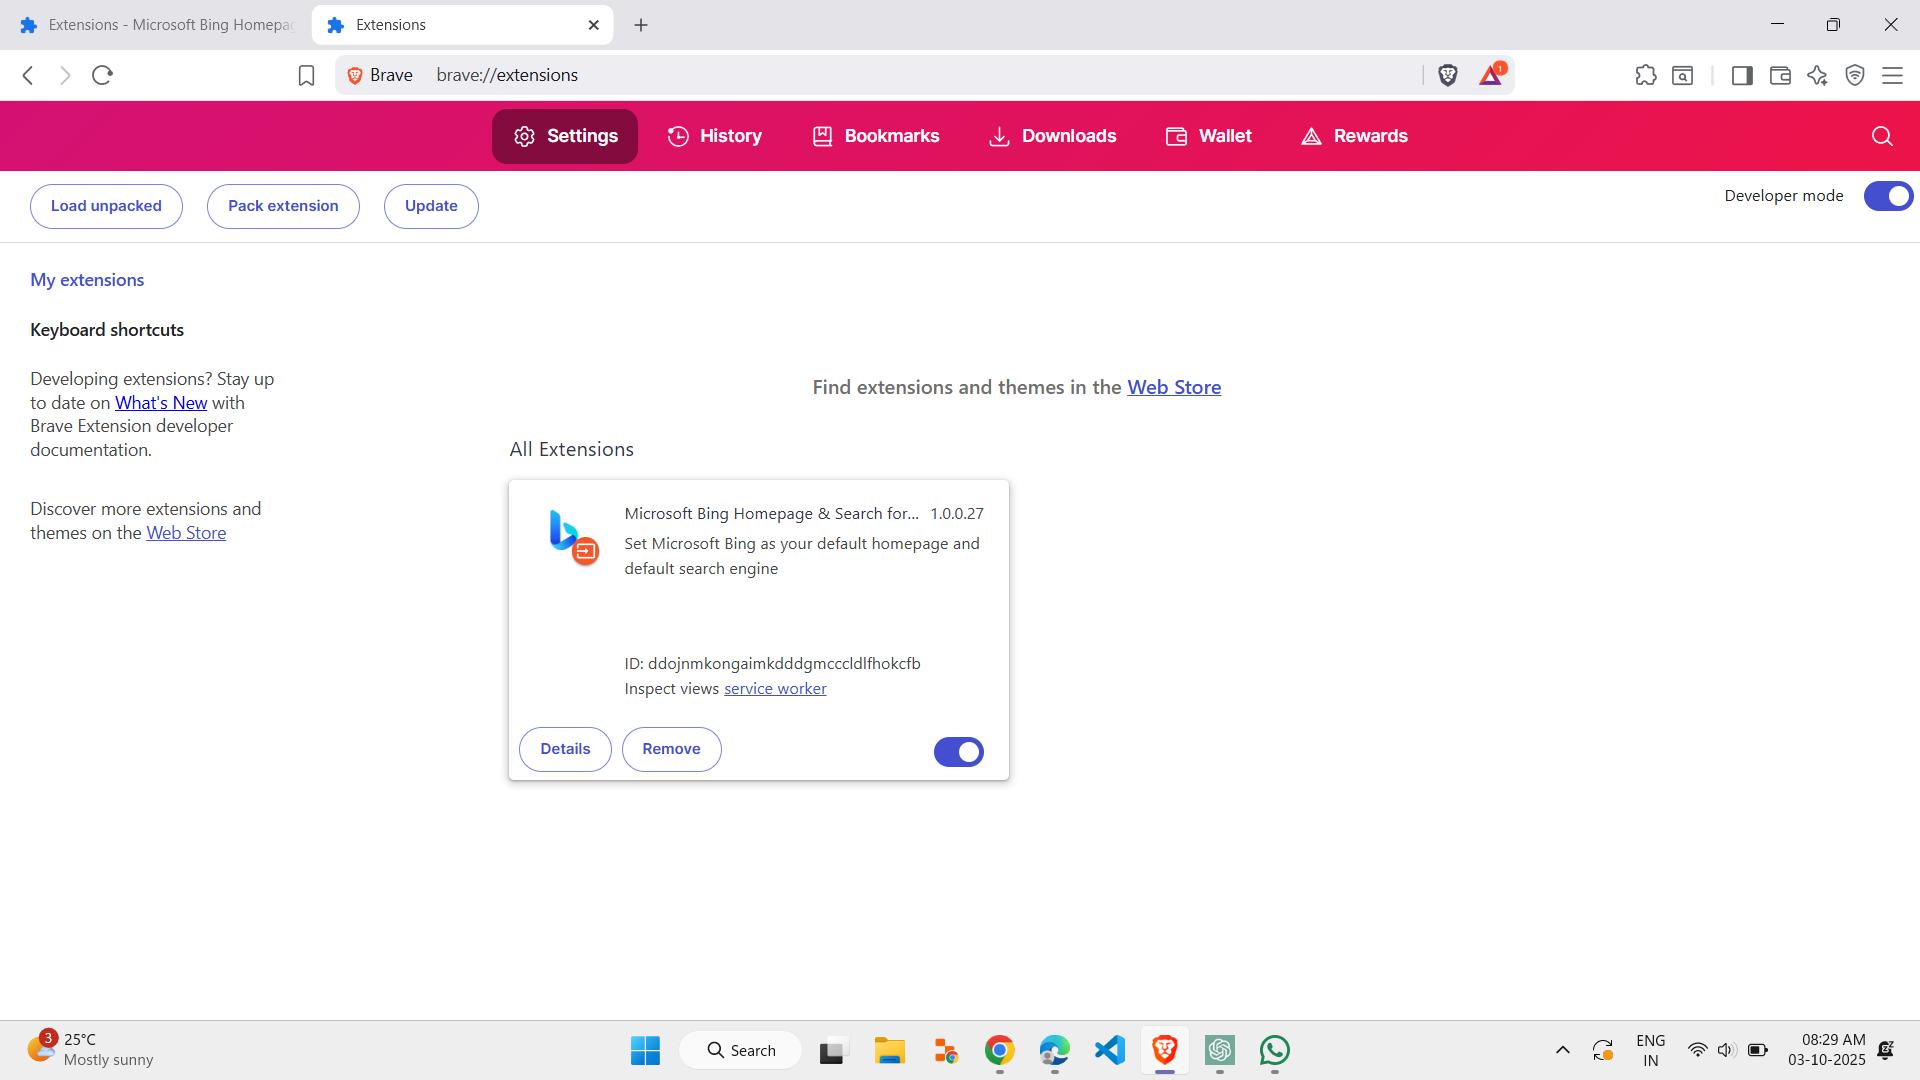 Extensions - Microsoft Bing Homepag
Extensions
Brave
brave://extensions
1
Settings
History
Bookmarks
Downloads
Wallet
Rewards
Load unpacked
Pack extension
Update
Developer mode
My extensions
Keyboard shortcuts
Developing extensions? Stay up
to date on What's New with
Brave Extension developer
documentation.
Discover more extensions and
themes on the Web Store
Find extensions and themes in the Web Store
All Extensions
Microsoft Bing Homepage & Search for... 1.0.0.27
Set Microsoft Bing as your default homepage and
default search engine
ID: ddojnmkongaimkdddgmcccldlfhokcfb
Inspect views service worker
Details
Remove
3
25°C
Mostly sunny
Search
ENG
IN
08:29 AM
03-10-2025